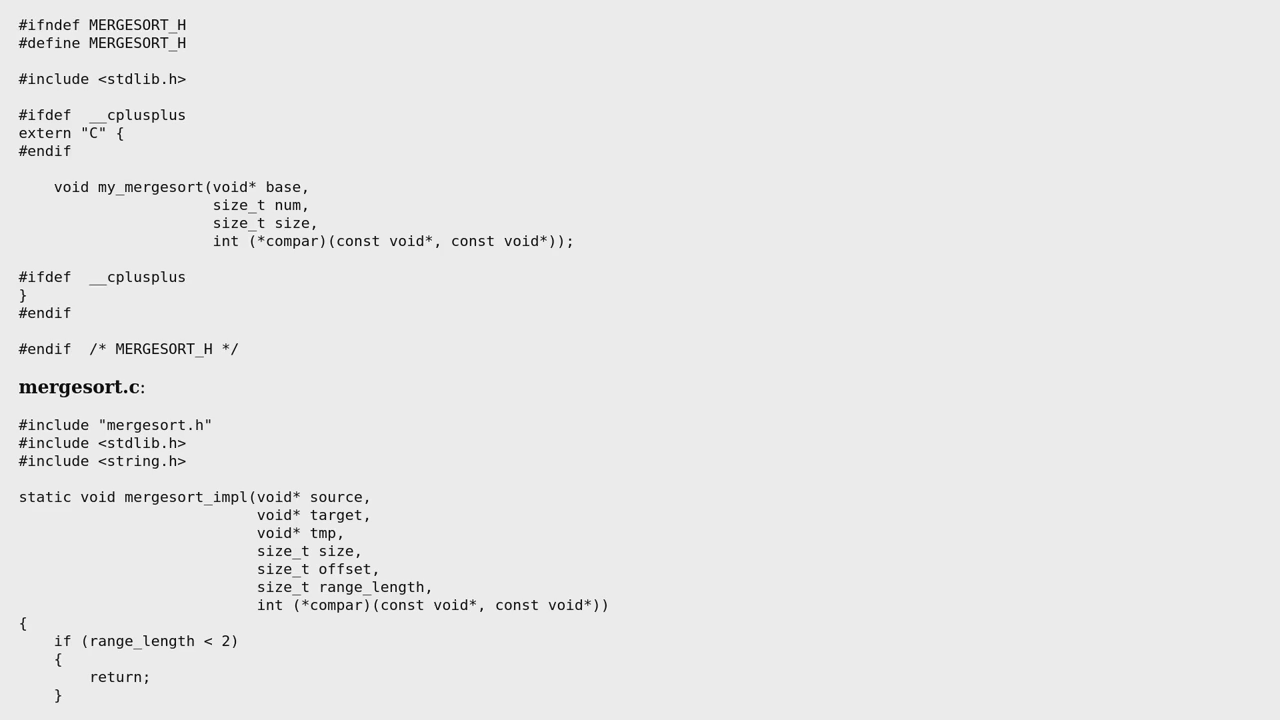 #ifndef MERGESORT_H
#define MERGESORT_H

#include <stdlib.h>

#ifdef  __cplusplus
extern "C" {
#endif

    void my_mergesort(void* base,
                      size_t num,
                      size_t size,
                      int (*compar)(const void*, const void*));

#ifdef  __cplusplus
}
#endif

#endif  /* MERGESORT_H */

mergesort.c:

#include "mergesort.h"
#include <stdlib.h>
#include <string.h>

static void mergesort_impl(void* source,
                           void* target,
                           void* tmp,
                           size_t size,
                           size_t offset,
                           size_t range_length,
                           int (*compar)(const void*, const void*))
{
    if (range_length < 2)
    {
        return;
    }